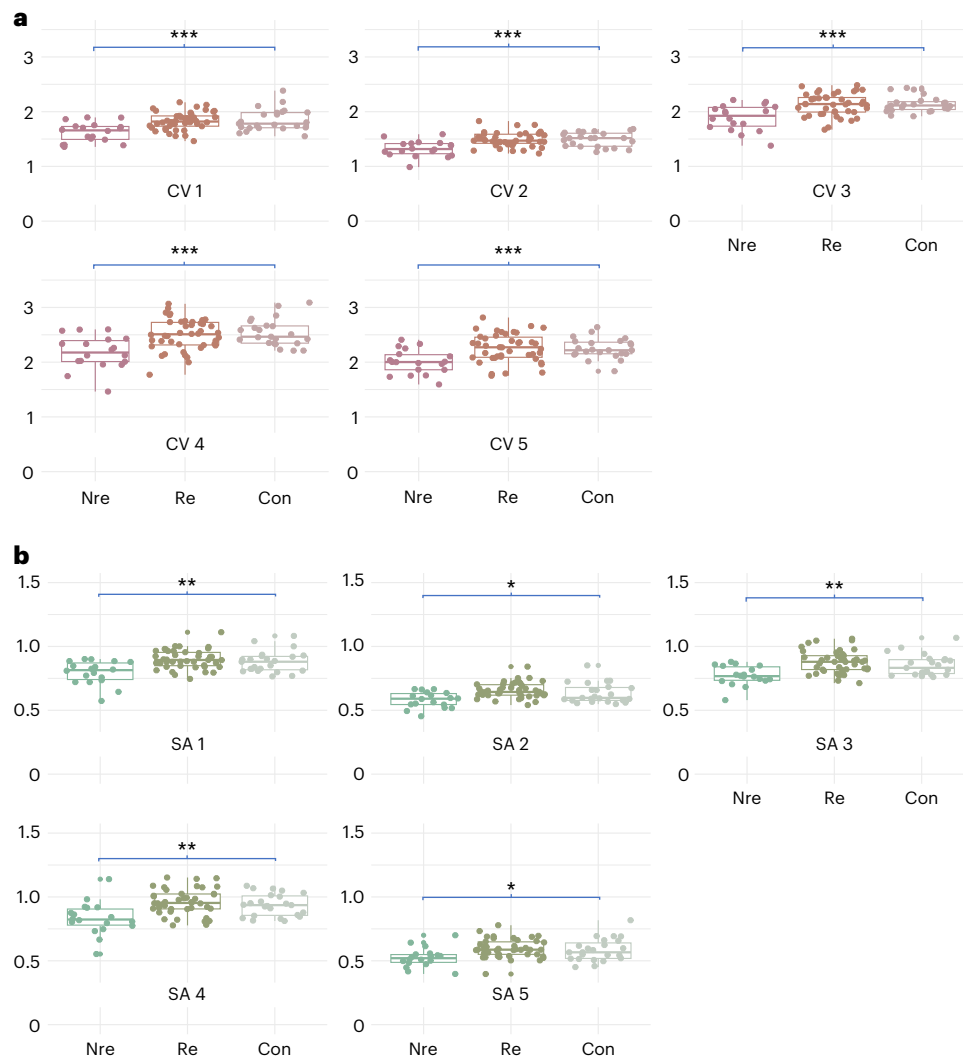 a
*** *** ***
3 3 3
2 2 2
1 1 1
CV 1 CV 2 CV 3
0 0 0
Nre Re Con
*** ***
3 3
2 2
1 1
CV 4 CV 5
0 0
Nre Re Con Nre Re Con
b
1.5 1.5 1.5
** * **
1.0 1.0 1.0
0.5 0.5 0.5
SA 1 SA 2 SA 3
0 0 0
Nre Re Con
1.5 1.5
**
1.0 1.0
*
0.5 0.5
SA 4 SA 5
0 0
Nre Re Con Nre Re Con